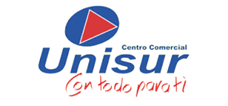 Centro Comercial
Unisur
Con todo para ti